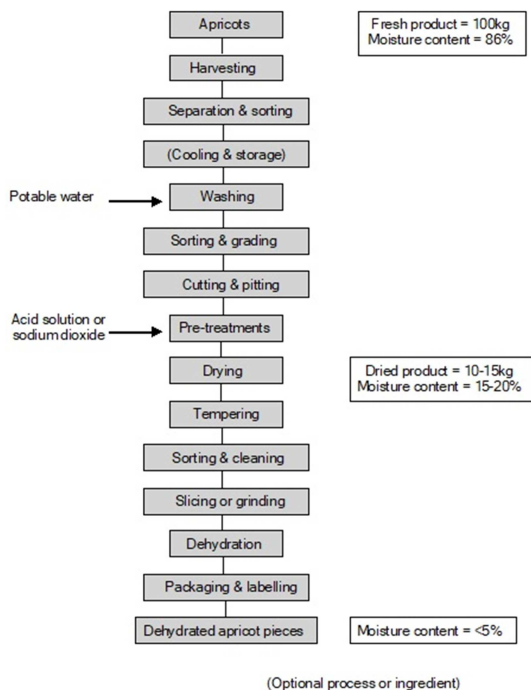 Apricots
Fresh product = 100kg
Moisture content = 86%
Harvesting
Separation & sorting
(Cooling & storage)
Potable water
Washing
Sorting & grading
Cutting & pitting
Acid solution or
sodium dioxide
Pre-treatments
Drying
Dried product = 10-15kg
Moisture content = 15-20%
Tempering
Sorting & cleaning
Slicing or grinding
Dehydration
Packaging & labelling
Dehydrated apricot pieces
Moisture content = <5%
(Optional process or ingredient)